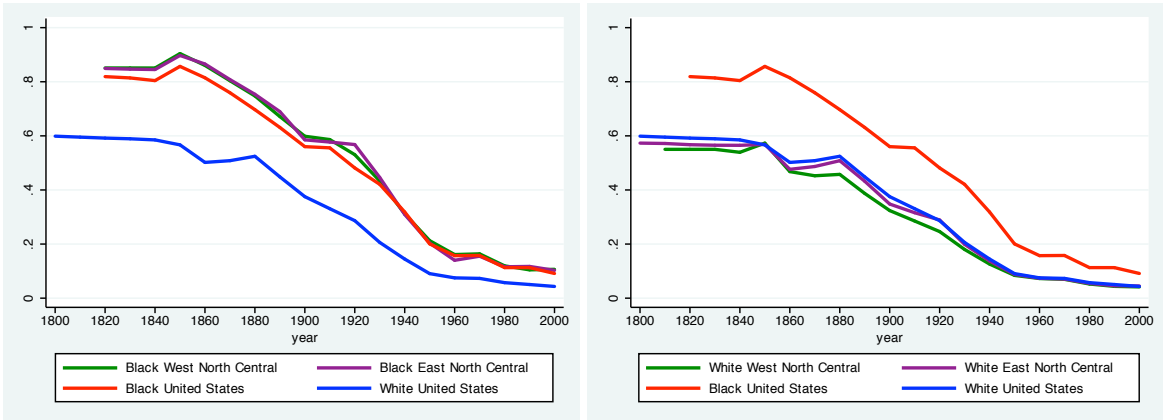 1
.8
.6
.4
.2
0
1800 1820 1840 1860 1880 1900 1920 1940 1960 1980 2000
year
Black West North Central Black East North Central
Black United States White United States
1
.8
.6
.4
.2
0
1800 1820 1840 1860 1880 1900 1920 1940 1960 1980 2000
year
White West North Central White East North Central
Black United States White United States